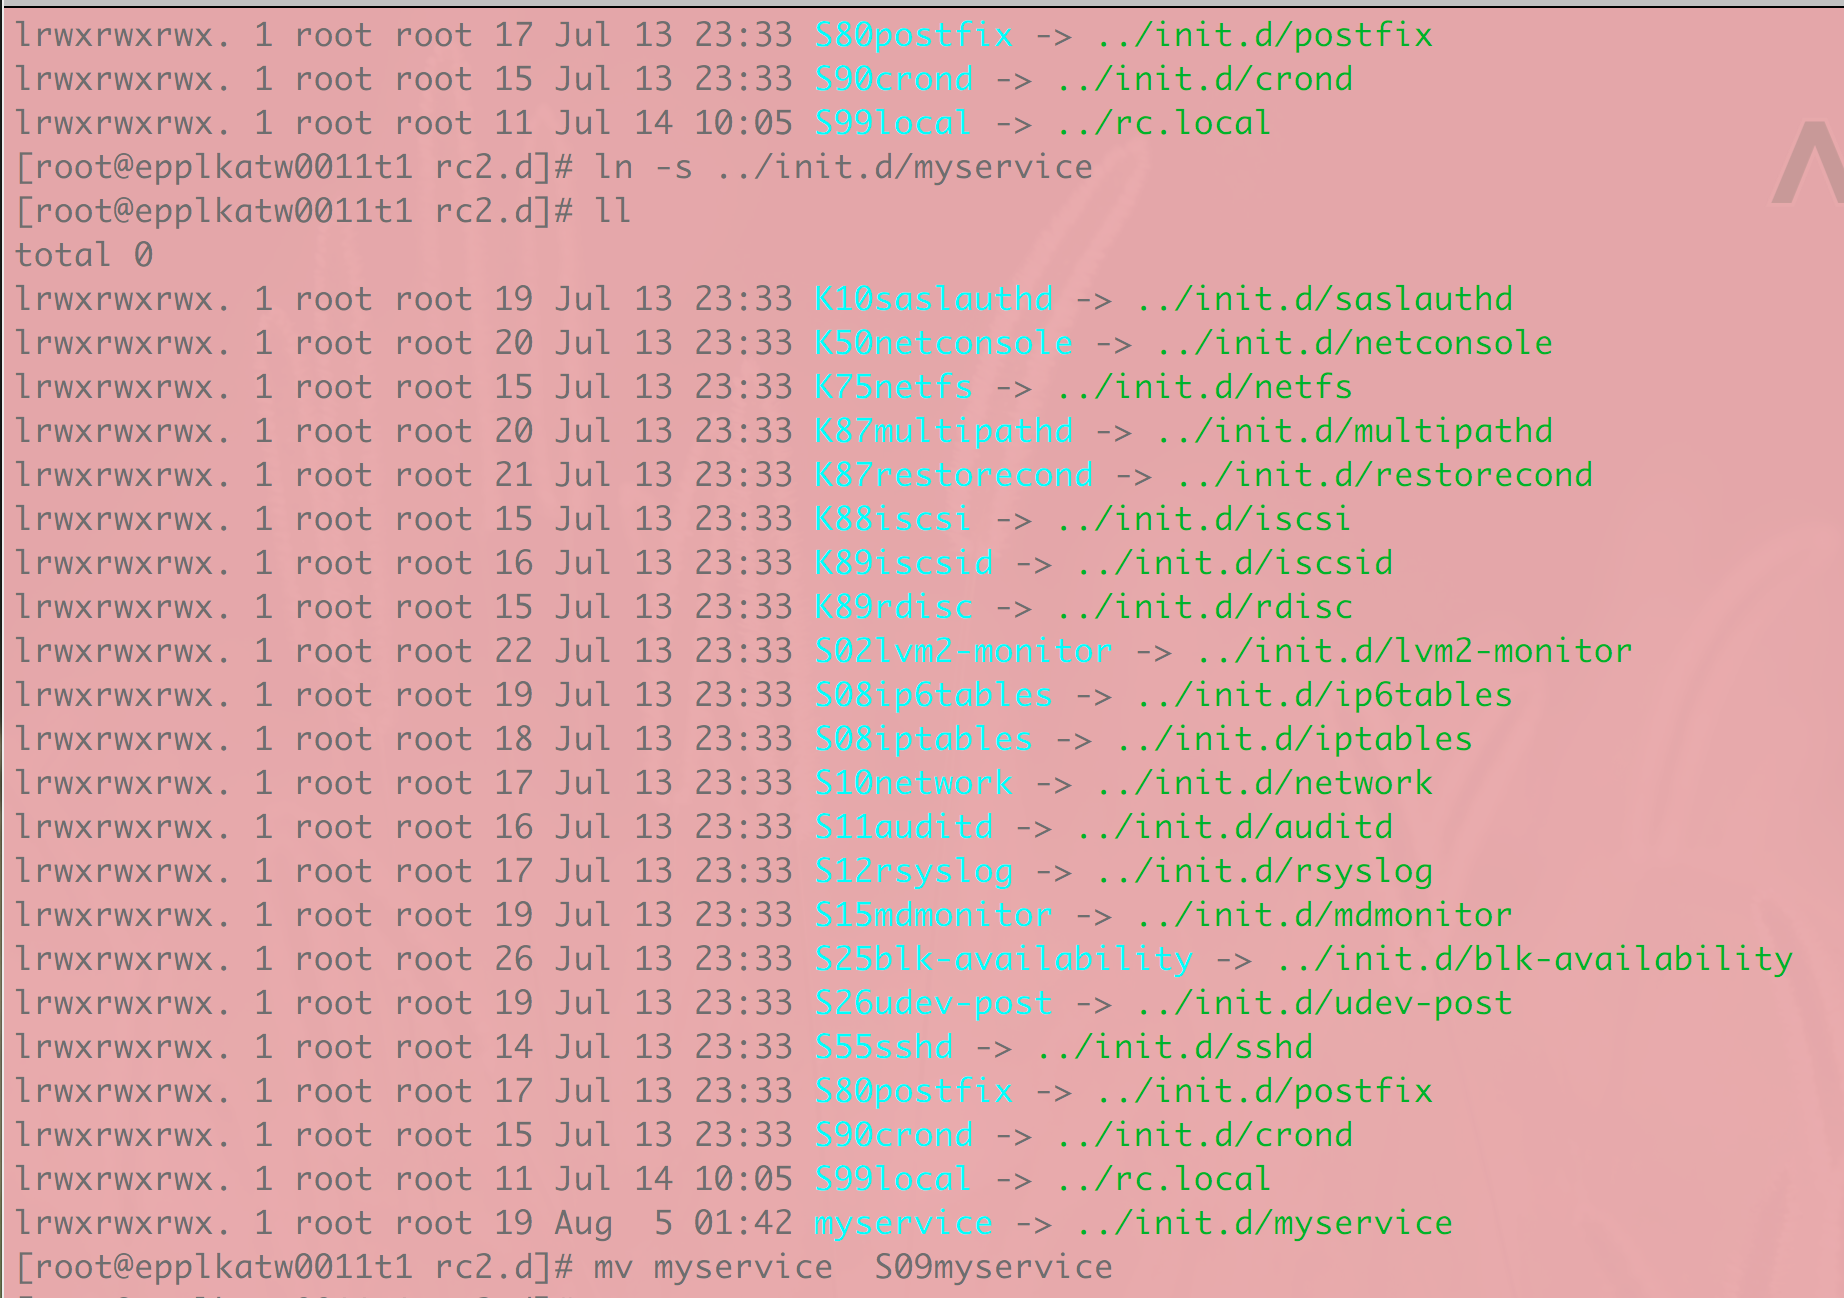 lrwxrwxrwx. 1 root root 17 Jul 13 23:33 S80postfix -> ../init.d/postfix
lrwxrwxrwx. 1 root root 15 Jul 13 23:33 S90crond -> ../init.d/crond
lrwxrwxrwx. 1 root root 11 Jul 14 10:05 S99local -> ../rc.local
[root@epplkatw0011t1 rc2.d]# ln -s ../init.d/myservice
[root@epplkatw0011t1 rc2.d]# ll
total 0
lrwxrwxrwx. 1 root root 19 Jul 13 23:33 K10saslauthd -> ../init.d/saslauthd
lrwxrwxrwx. 1 root root 20 Jul 13 23:33 K50netconsole -> ../init.d/netconsole
lrwxrwxrwx. 1 root root 15 Jul 13 23:33 K75netfs -> ../init.d/netfs
lrwxrwxrwx. 1 root root 20 Jul 13 23:33 K87multipathd -> ../init.d/multipathd
lrwxrwxrwx. 1 root root 21 Jul 13 23:33 K87restorecond -> ../init.d/restorecond
lrwxrwxrwx. 1 root root 15 Jul 13 23:33 K88iscsi -> ../init.d/iscsi
lrwxrwxrwx. 1 root root 16 Jul 13 23:33 K89iscsid -> ../init.d/iscsid
lrwxrwxrwx. 1 root root 15 Jul 13 23:33 K89rdisc -> ../init.d/rdisc
lrwxrwxrwx. 1 root root 22 Jul 13 23:33 S02lvm2-monitor -> ../init.d/lvm2-monitor
lrwxrwxrwx. 1 root root 19 Jul 13 23:33 S08ip6tables -> ../init.d/ip6tables
lrwxrwxrwx. 1 root root 18 Jul 13 23:33 S08iptables -> ../init.d/iptables
lrwxrwxrwx. 1 root root 17 Jul 13 23:33 S10network -> ../init.d/network
lrwxrwxrwx. 1 root root 16 Jul 13 23:33 S11auditd -> ../init.d/auditd
lrwxrwxrwx. 1 root root 17 Jul 13 23:33 S12rsyslog -> ../init.d/rsyslog
lrwxrwxrwx. 1 root root 19 Jul 13 23:33 S15mdmonitor -> ../init.d/mdmonitor
lrwxrwxrwx. 1 root root 26 Jul 13 23:33 S25blk-availability -> ../init.d/blk-availability
lrwxrwxrwx. 1 root root 19 Jul 13 23:33 S26udev-post -> ../init.d/udev-post
lrwxrwxrwx. 1 root root 14 Jul 13 23:33 S55sshd -> ../init.d/sshd
lrwxrwxrwx. 1 root root 17 Jul 13 23:33 S80postfix -> ../init.d/postfix
lrwxrwxrwx. 1 root root 15 Jul 13 23:33 S90crond -> ../init.d/crond
lrwxrwxrwx. 1 root root 11 Jul 14 10:05 S99local -> ../rc.local
lrwxrwxrwx. 1 root root 19 Aug  5 01:42 myservice -> ../init.d/myservice
[root@epplkatw0011t1 rc2.d]# mv myservice  S09myservice